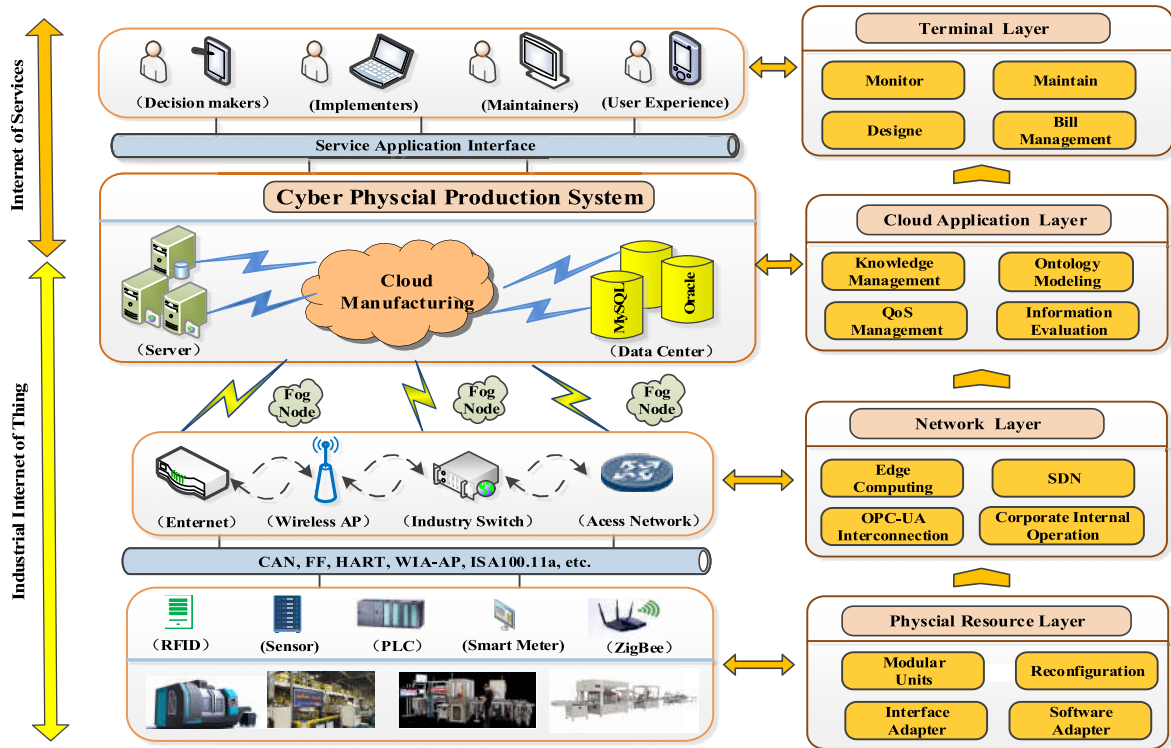 Internet of Services
Industrial Internet of Thing
(Decision makers)
(Implementers)
(Maintainers)
(User Experience)
Service Application Interface
Cyber Physcial Production System
Cloud
Manufacturing
MySQL
Oracle
(Server)
(Data Center)
Fog
Node
Fog
Node
Fog
Node
(Enternet)
(Wireless AP)
(Industry Switch)
(Acess Network)
CAN, FF, HART, WIA-AP, ISA100.11a, etc.
(RFID)
(Sensor)
(PLC)
(Smart Meter)
(ZigBee)
Terminal Layer
Monitor
Maintain
Designe
Bill
Management
Cloud Application Layer
Knowledge
Management
Ontology
Modeling
QoS
Management
Information
Evaluation
Network Layer
Edge
Computing
SDN
OPC-UA
Interconnection
Corporate Internal
Operation
Physcial Resource Layer
Modular
Units
Reconfiguration
Interface
Adapter
Software
Adapter